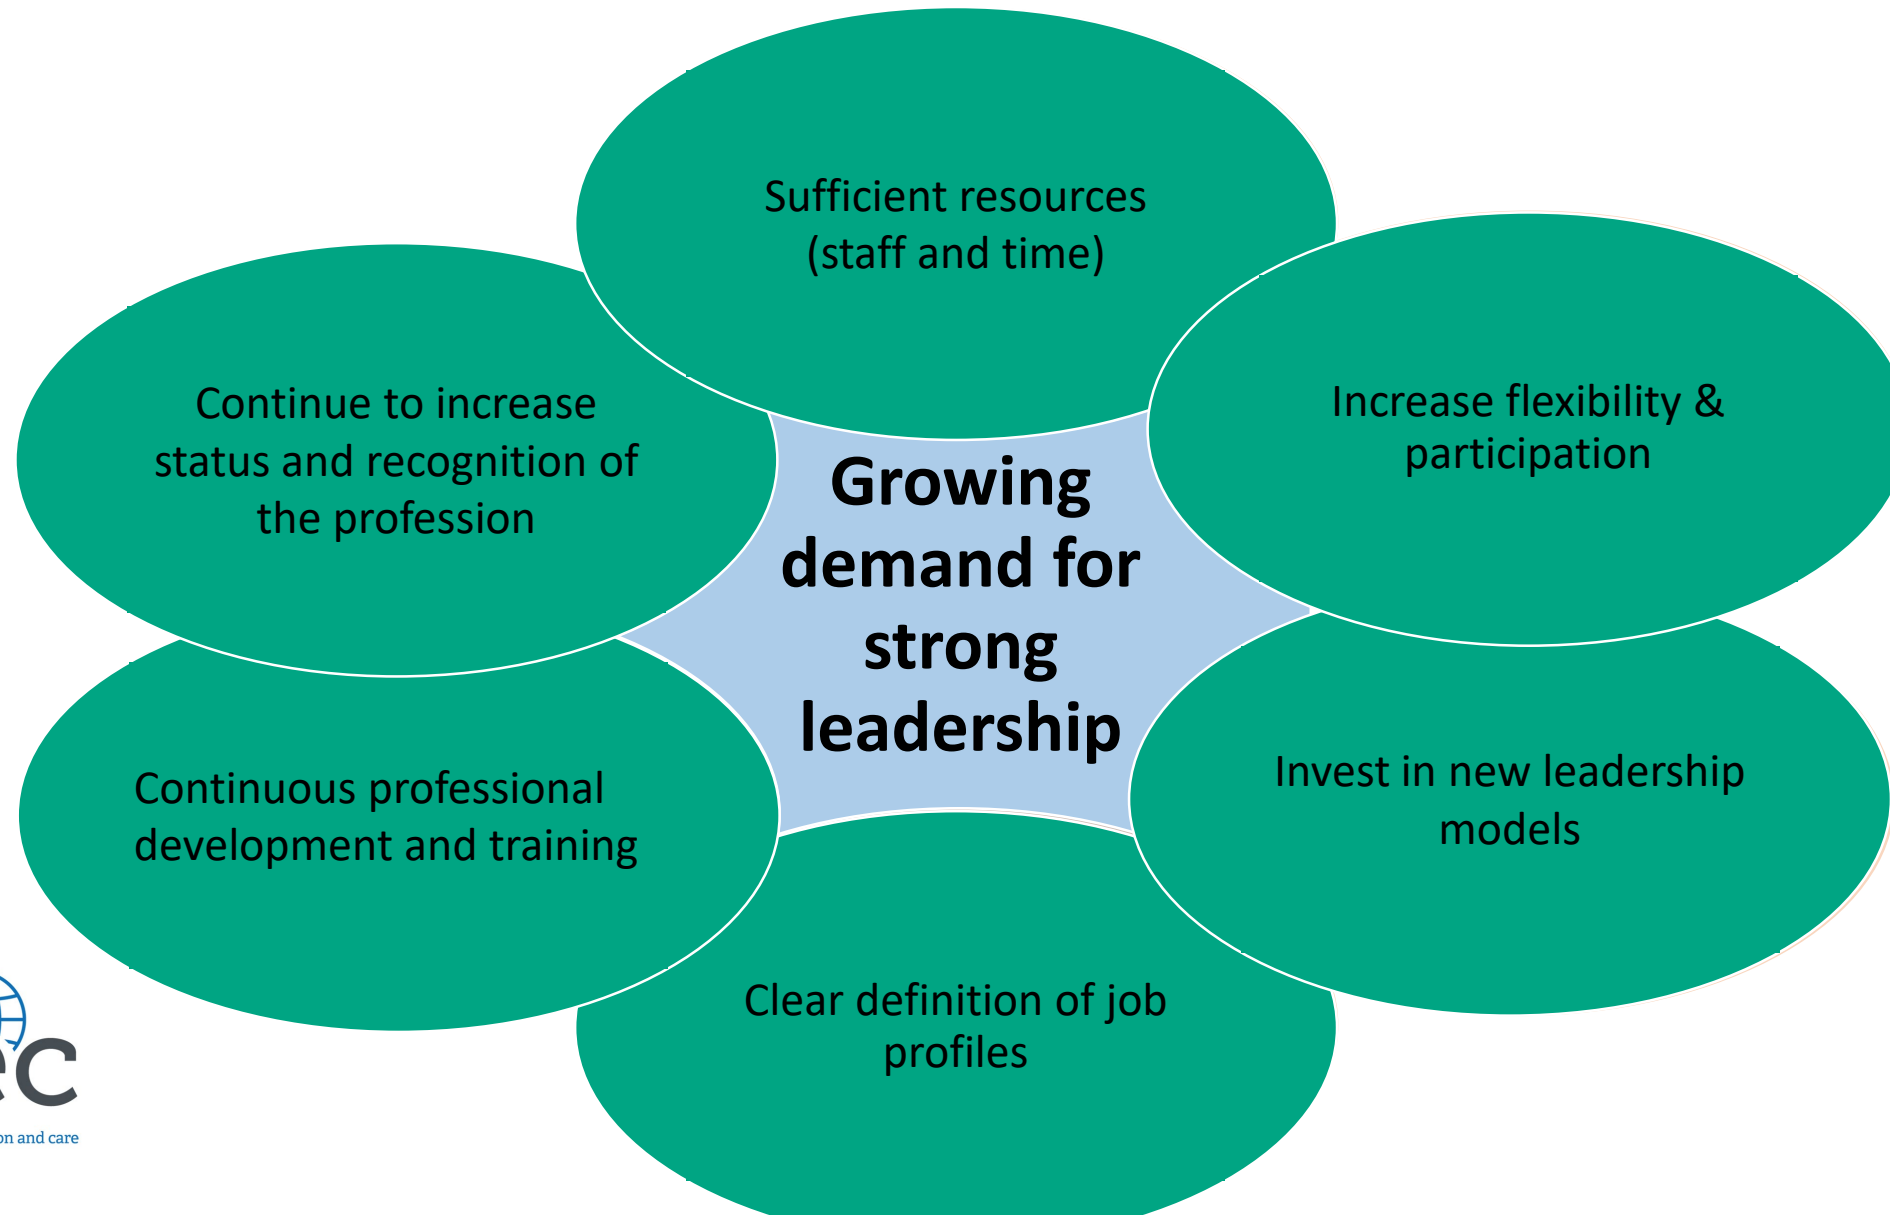 Sufficient resources
(staff and time)
Increase flexibility &
participation
Continue to increase
status and recognition of
the profession
Growing
demand for
strong
leadership
Invest in new leadership
models
Continuous professional
development and training
Clear definition of job
profiles
and care